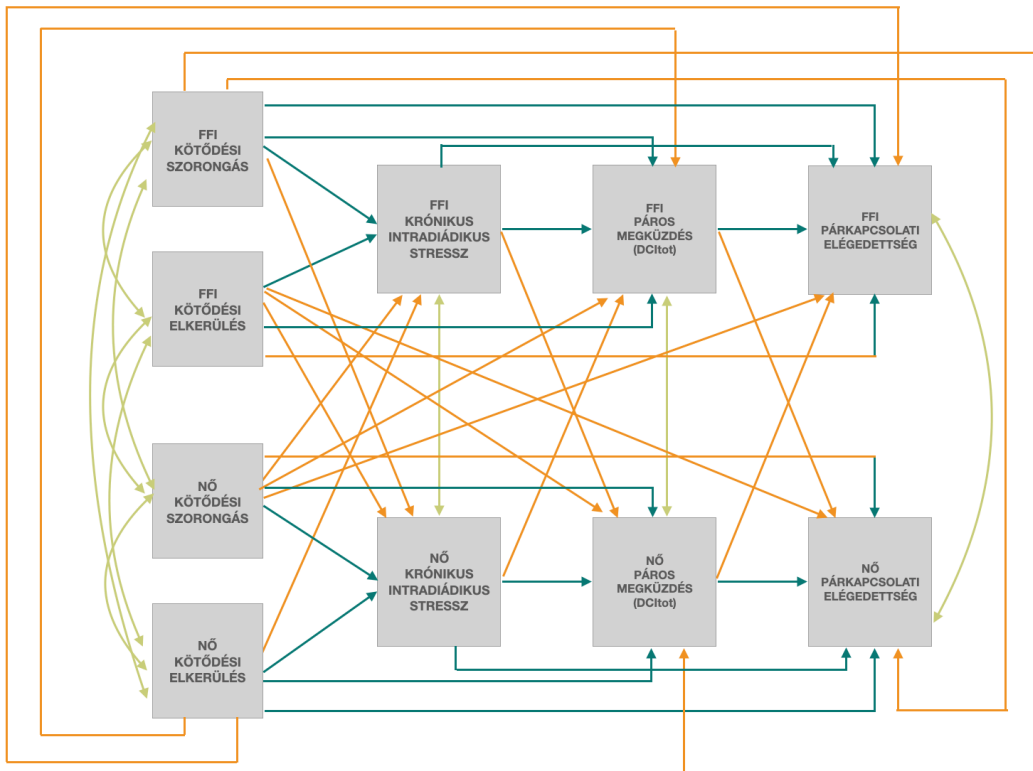 FFI
KÖTŐDÉSI
SZORONGÁS
FFI
KRÓNIKUS
INTRADIÁDIKUS
STRESSZ
FFI
PÁROS
MEGKÜZDÉS
(DCItot)
FFI
PÁRKAPCSOLATI
ELÉGEDETTSÉG
FFI
KÖTŐDÉSI
ELKERÜLÉS
NŐ
KÖTŐDÉSI
SZORONGÁS
NŐ
KRÓNIKUS
INTRADIÁDIKUS
STRESSZ
NŐ
PÁROS
MEGKÜZDÉS
(DCItot)
NŐ
PÁRKAPCSOLATI
ELÉGEDETTSÉG
NŐ
KÖTŐDÉSI
ELKERÜLÉS